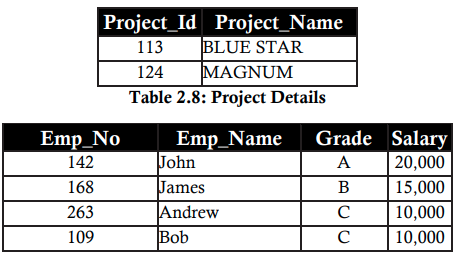 Project_Id Project_Name
113 BLUE STAR
124 MAGNUM
Table 2.8: Project Details
Emp_No Emp_Name Grade Salary
142 John A 20,000
168 James B 15,000
263 Andrew C 10,000
109 Bob C 10,000